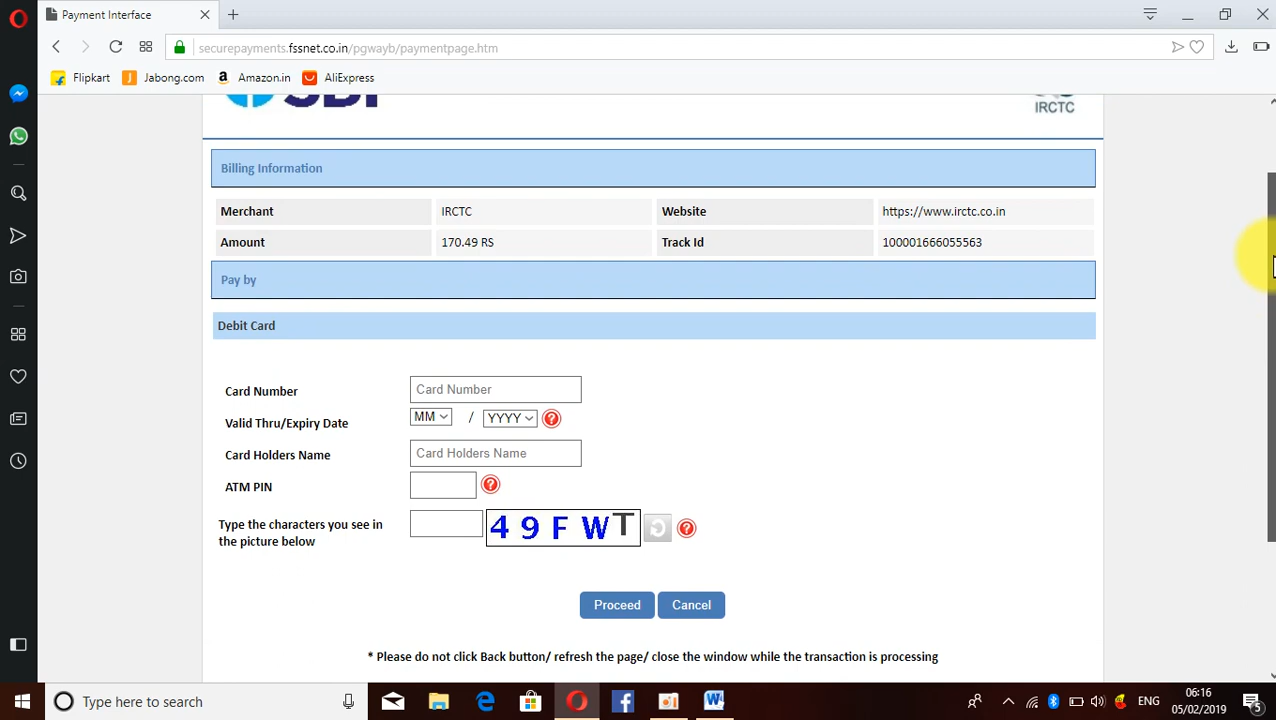 Payment Interface
securepayments.fssnet.co.in/pgwayb/paymentpage.htm
Flipkart Jabong.com Amazon.in AliExpress
SBI
IRCTC
Billing Information
Merchant IRCTC Website https://www.irctc.co.in
Amount 170.49 RS Track Id 100001666055563
Pay by
Debit Card
Card Number Card Number
Valid Thru/Expiry Date MM / YYYY ?
Card Holders Name Card Holders Name
ATM PIN ?
Type the characters you see in
the picture below 49FWT ?
Proceed Cancel
* Please do not click Back button/ refresh the page/ close the window while the transaction is processing
Type here to search ENG 06:16
05/02/2019 5